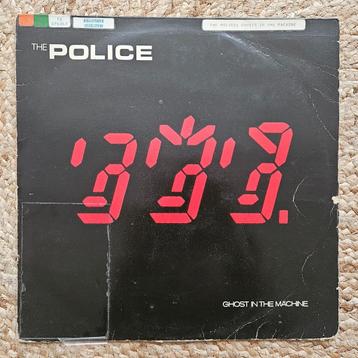 THE POLICE
THE POLICE: GHOST IN THE MACHINE
GHOST IN THE MACHINE